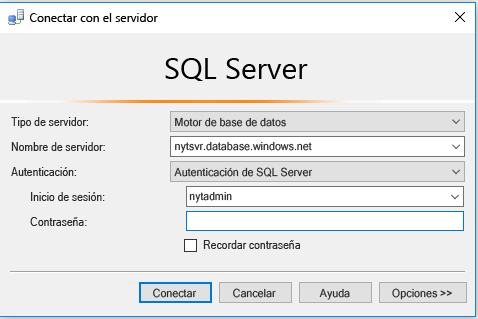 Conectar con el servidor
SQL Server
Tipo de servidor: Motor de base de datos
Nombre de servidor: nytsvr.database.windows.net
Autenticación: Autenticación de SQL Server
Inicio de sesión: nytadmin
Contraseña:
Recordar contraseña
Conectar Cancelar Ayuda Opciones >>